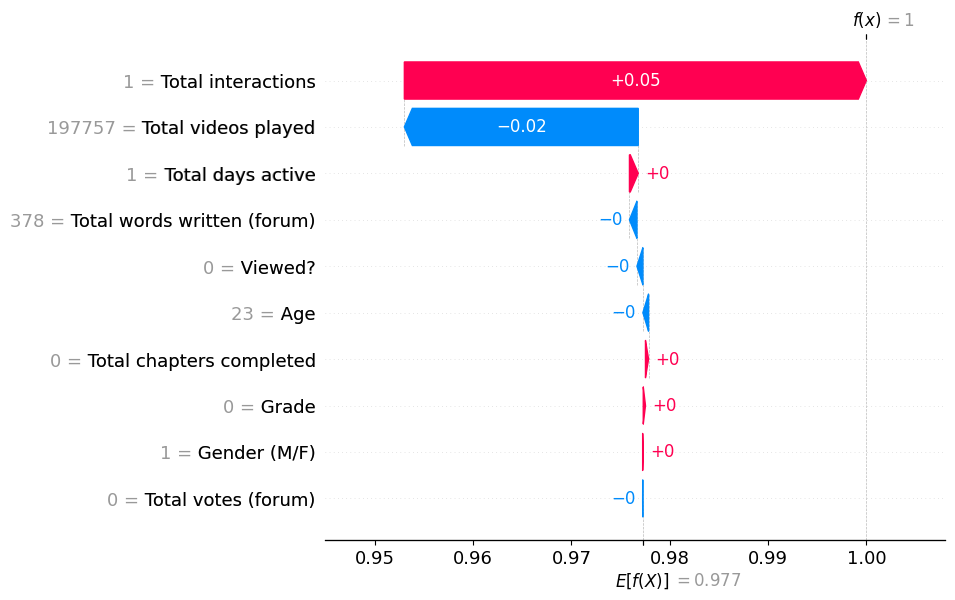 f(x) = 1
1 = Total interactions +0.05
197757 = Total videos played −0.02
1 = Total days active +0
378 = Total words written (forum) −0
0 = Viewed? −0
23 = Age −0
0 = Total chapters completed +0
0 = Grade +0
1 = Gender (M/F) +0
0 = Total votes (forum) −0
0.95 0.96 0.97 0.98 0.99 1.00
E[f(X)] = 0.977